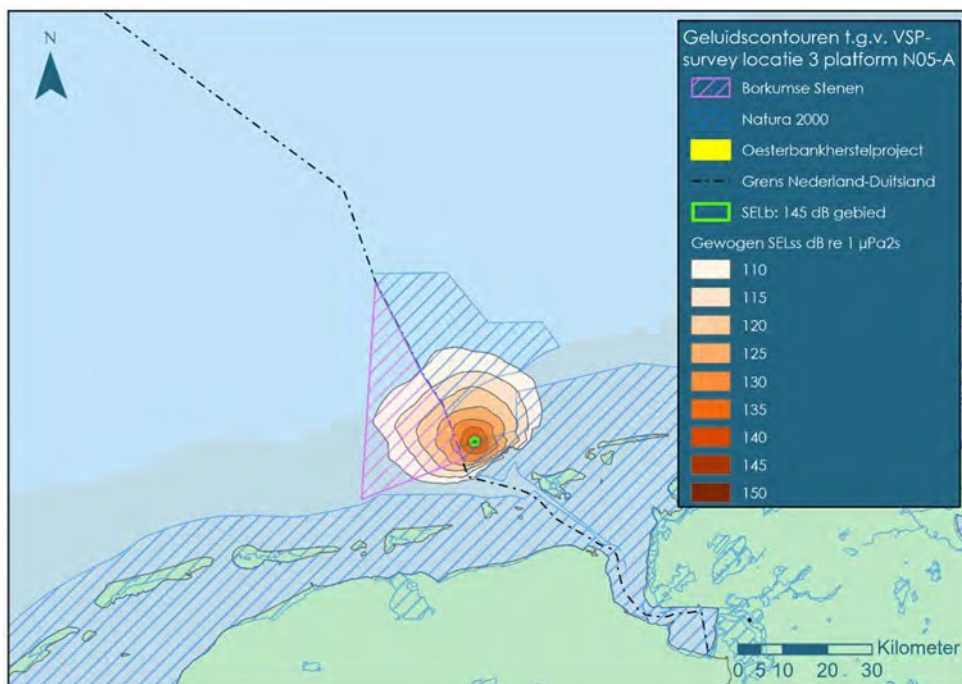 N
Geluidscontouren t.g.v. VSP-
survey locatie 3 platform N05-A
Borkumse Stenen
Natura 2000
Oesterbankherstelproject
Grens Nederland-Duitsland
SELb: 145 dB gebied
Gewogen SELss dB re 1 µPa2s
110
115
120
125
130
135
140
145
150
Kilometer
0 5 10 20 30